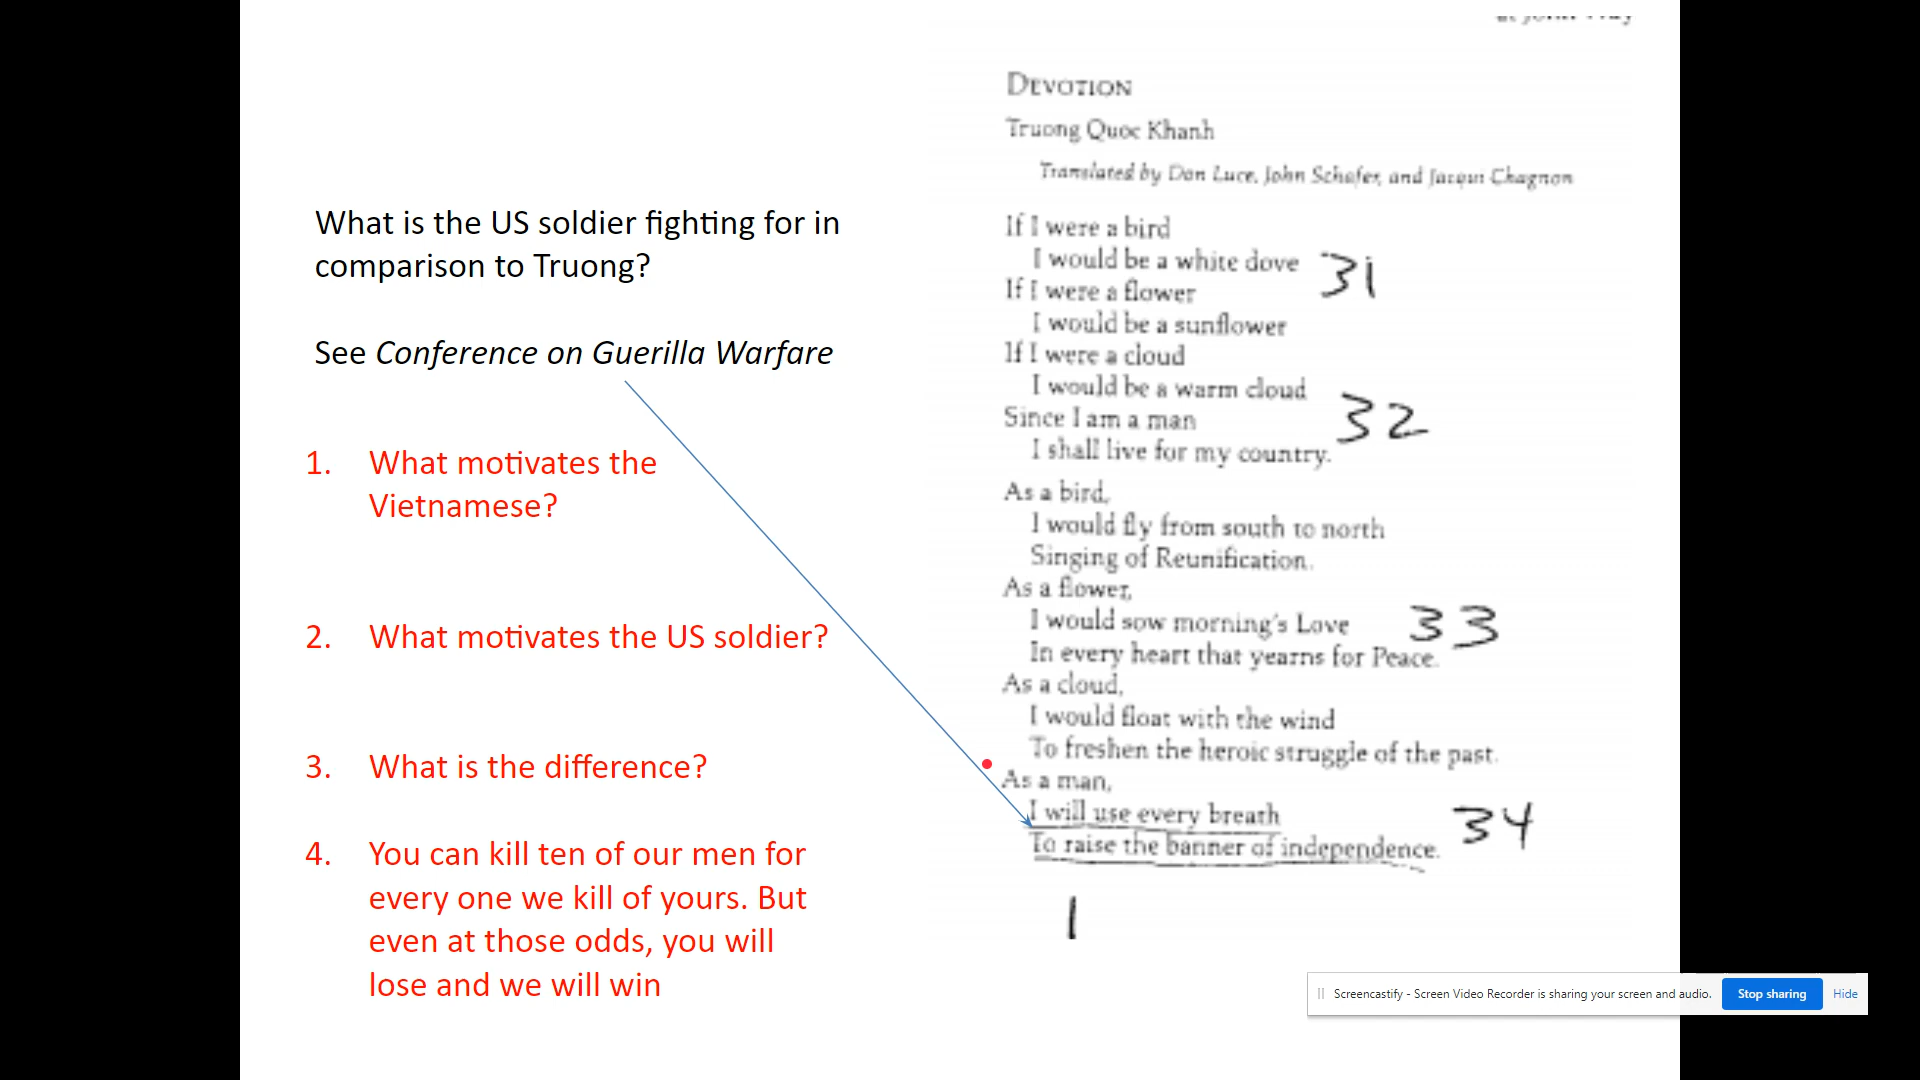 DEVOTION
Truong Quoc Khanh
Translated by Don Luce, John Schafer, and Jacqui Chagnon
What is the US soldier fighting for in
comparison to Truong?
See Conference on Guerilla Warfare
1. What motivates the
Vietnamese?
2. What motivates the US soldier?
3. What is the difference?
4. You can kill ten of our men for
every one we kill of yours. But
even at those odds, you will
lose and we will win
If I were a bird
I would be a white dove
31
If I were a flower
I would be a sunflower
If I were a cloud
I would be a warm cloud
32
Since I am a man
I shall live for my country.
As a bird,
I would fly from south to north
Singing of Reunification.
As a flower,
I would sow morning's Love
33
In every heart that yearns for Peace.
As a cloud,
I would float with the wind
To freshen the heroic struggle of the past.
As a man,
I will use every breath
34
To raise the banner of independence.
1
Screencastify - Screen Video Recorder is sharing your screen and audio.
Stop sharing
Hide